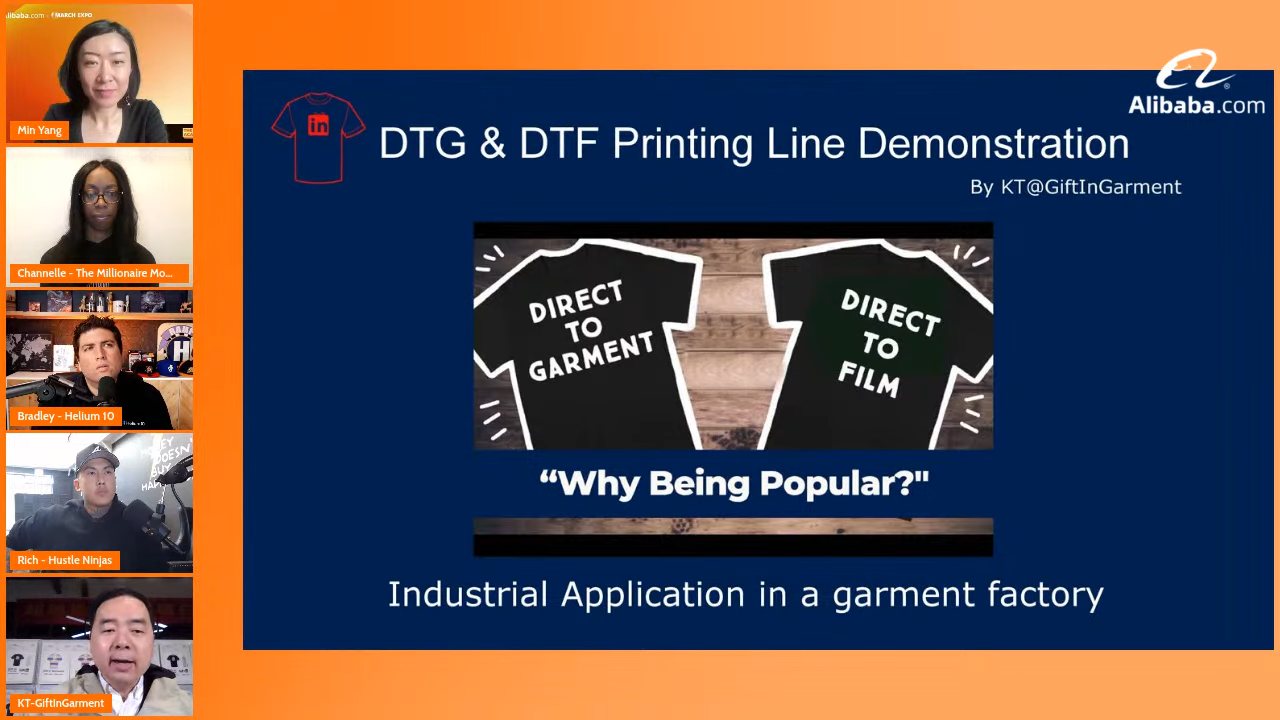 Alibaba.com - MARCH EXPO
Min Yang
Channelle - The Millionaire Mo...
Bradley - Helium 10
Rich - Hustle Ninjas
KT-GiftInGarment
Alibaba.com
in
DTG & DTF Printing Line Demonstration
By KT@GiftInGarment
DIRECT
TO
GARMENT
DIRECT
TO
FILM
“Why Being Popular?"
Industrial Application in a garment factory